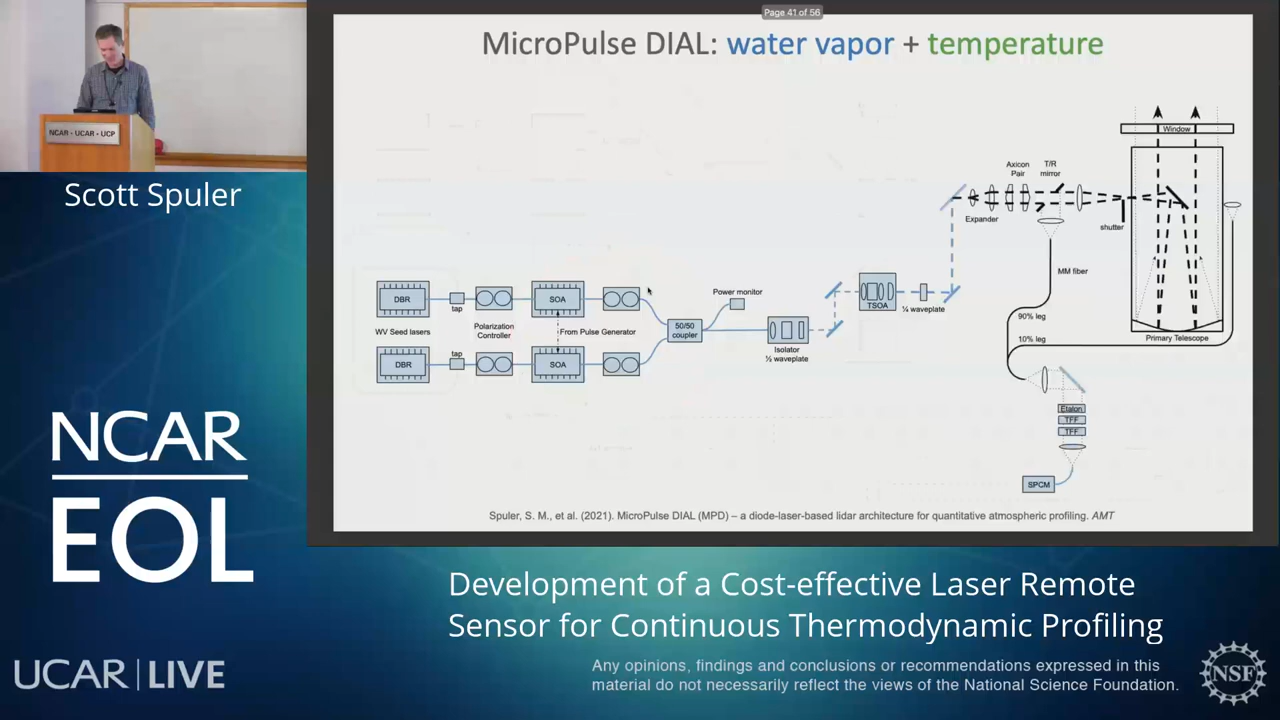 Page 41 of 56
MicroPulse DIAL: water vapor + temperature
NCAR • UCAR • UCP
Scott Spuler
Window
Axicon
Pair
T/R
mirror
Expander
shutter
DBR
tap
SOA
WV Seed lasers
Polarization
Controller
From Pulse Generator
DBR
tap
SOA
50/50
coupler
Power monitor
Isolator
½ waveplate
TSOA
¼ waveplate
MM fiber
90% leg
10% leg
Primary Telescope
Etalon
TFF
TFF
SPCM
Spuler, S. M., et al. (2021). MicroPulse DIAL (MPD) – a diode-laser-based lidar architecture for quantitative atmospheric profiling. AMT
NCAR
EOL
Development of a Cost-effective Laser Remote
Sensor for Continuous Thermodynamic Profiling
UCAR | LIVE
Any opinions, findings and conclusions or recommendations expressed in this
material do not necessarily reflect the views of the National Science Foundation.
NSF